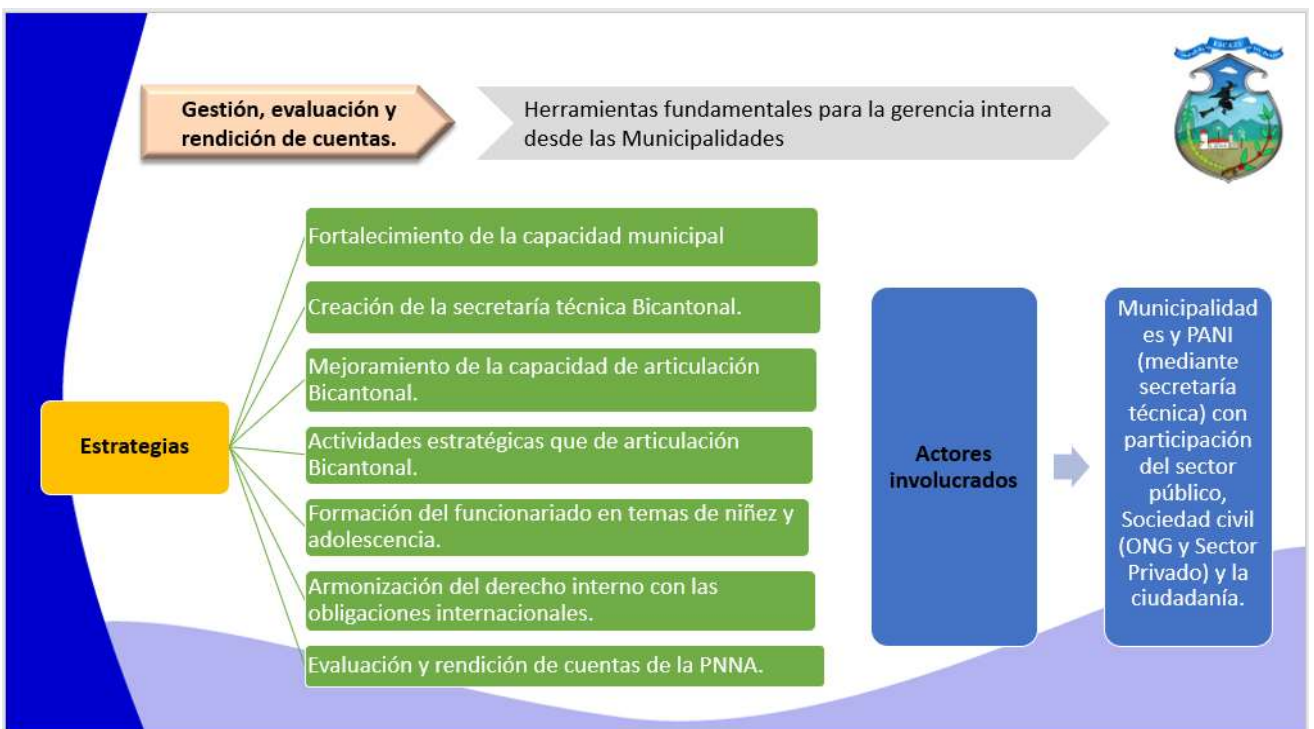 Gestión, evaluación y
rendición de cuentas.
Herramientas fundamentales para la gerencia interna
desde las Municipalidades
Estrategias
Fortalecimiento de la capacidad municipal
Creación de la secretaría técnica Bicantonal.
Mejoramiento de la capacidad de articulación
Bicantonal.
Actividades estratégicas que de articulación
Bicantonal.
Formación del funcionariado en temas de niñez y
adolescencia.
Armonización del derecho interno con las
obligaciones internacionales.
Evaluación y rendición de cuentas de la PNNA.
Actores
involucrados
Municipalidad
es y PANI
(mediante
secretaría
técnica) con
participación
del sector
público,
Sociedad civil
(ONG y Sector
Privado) y la
ciudadanía.